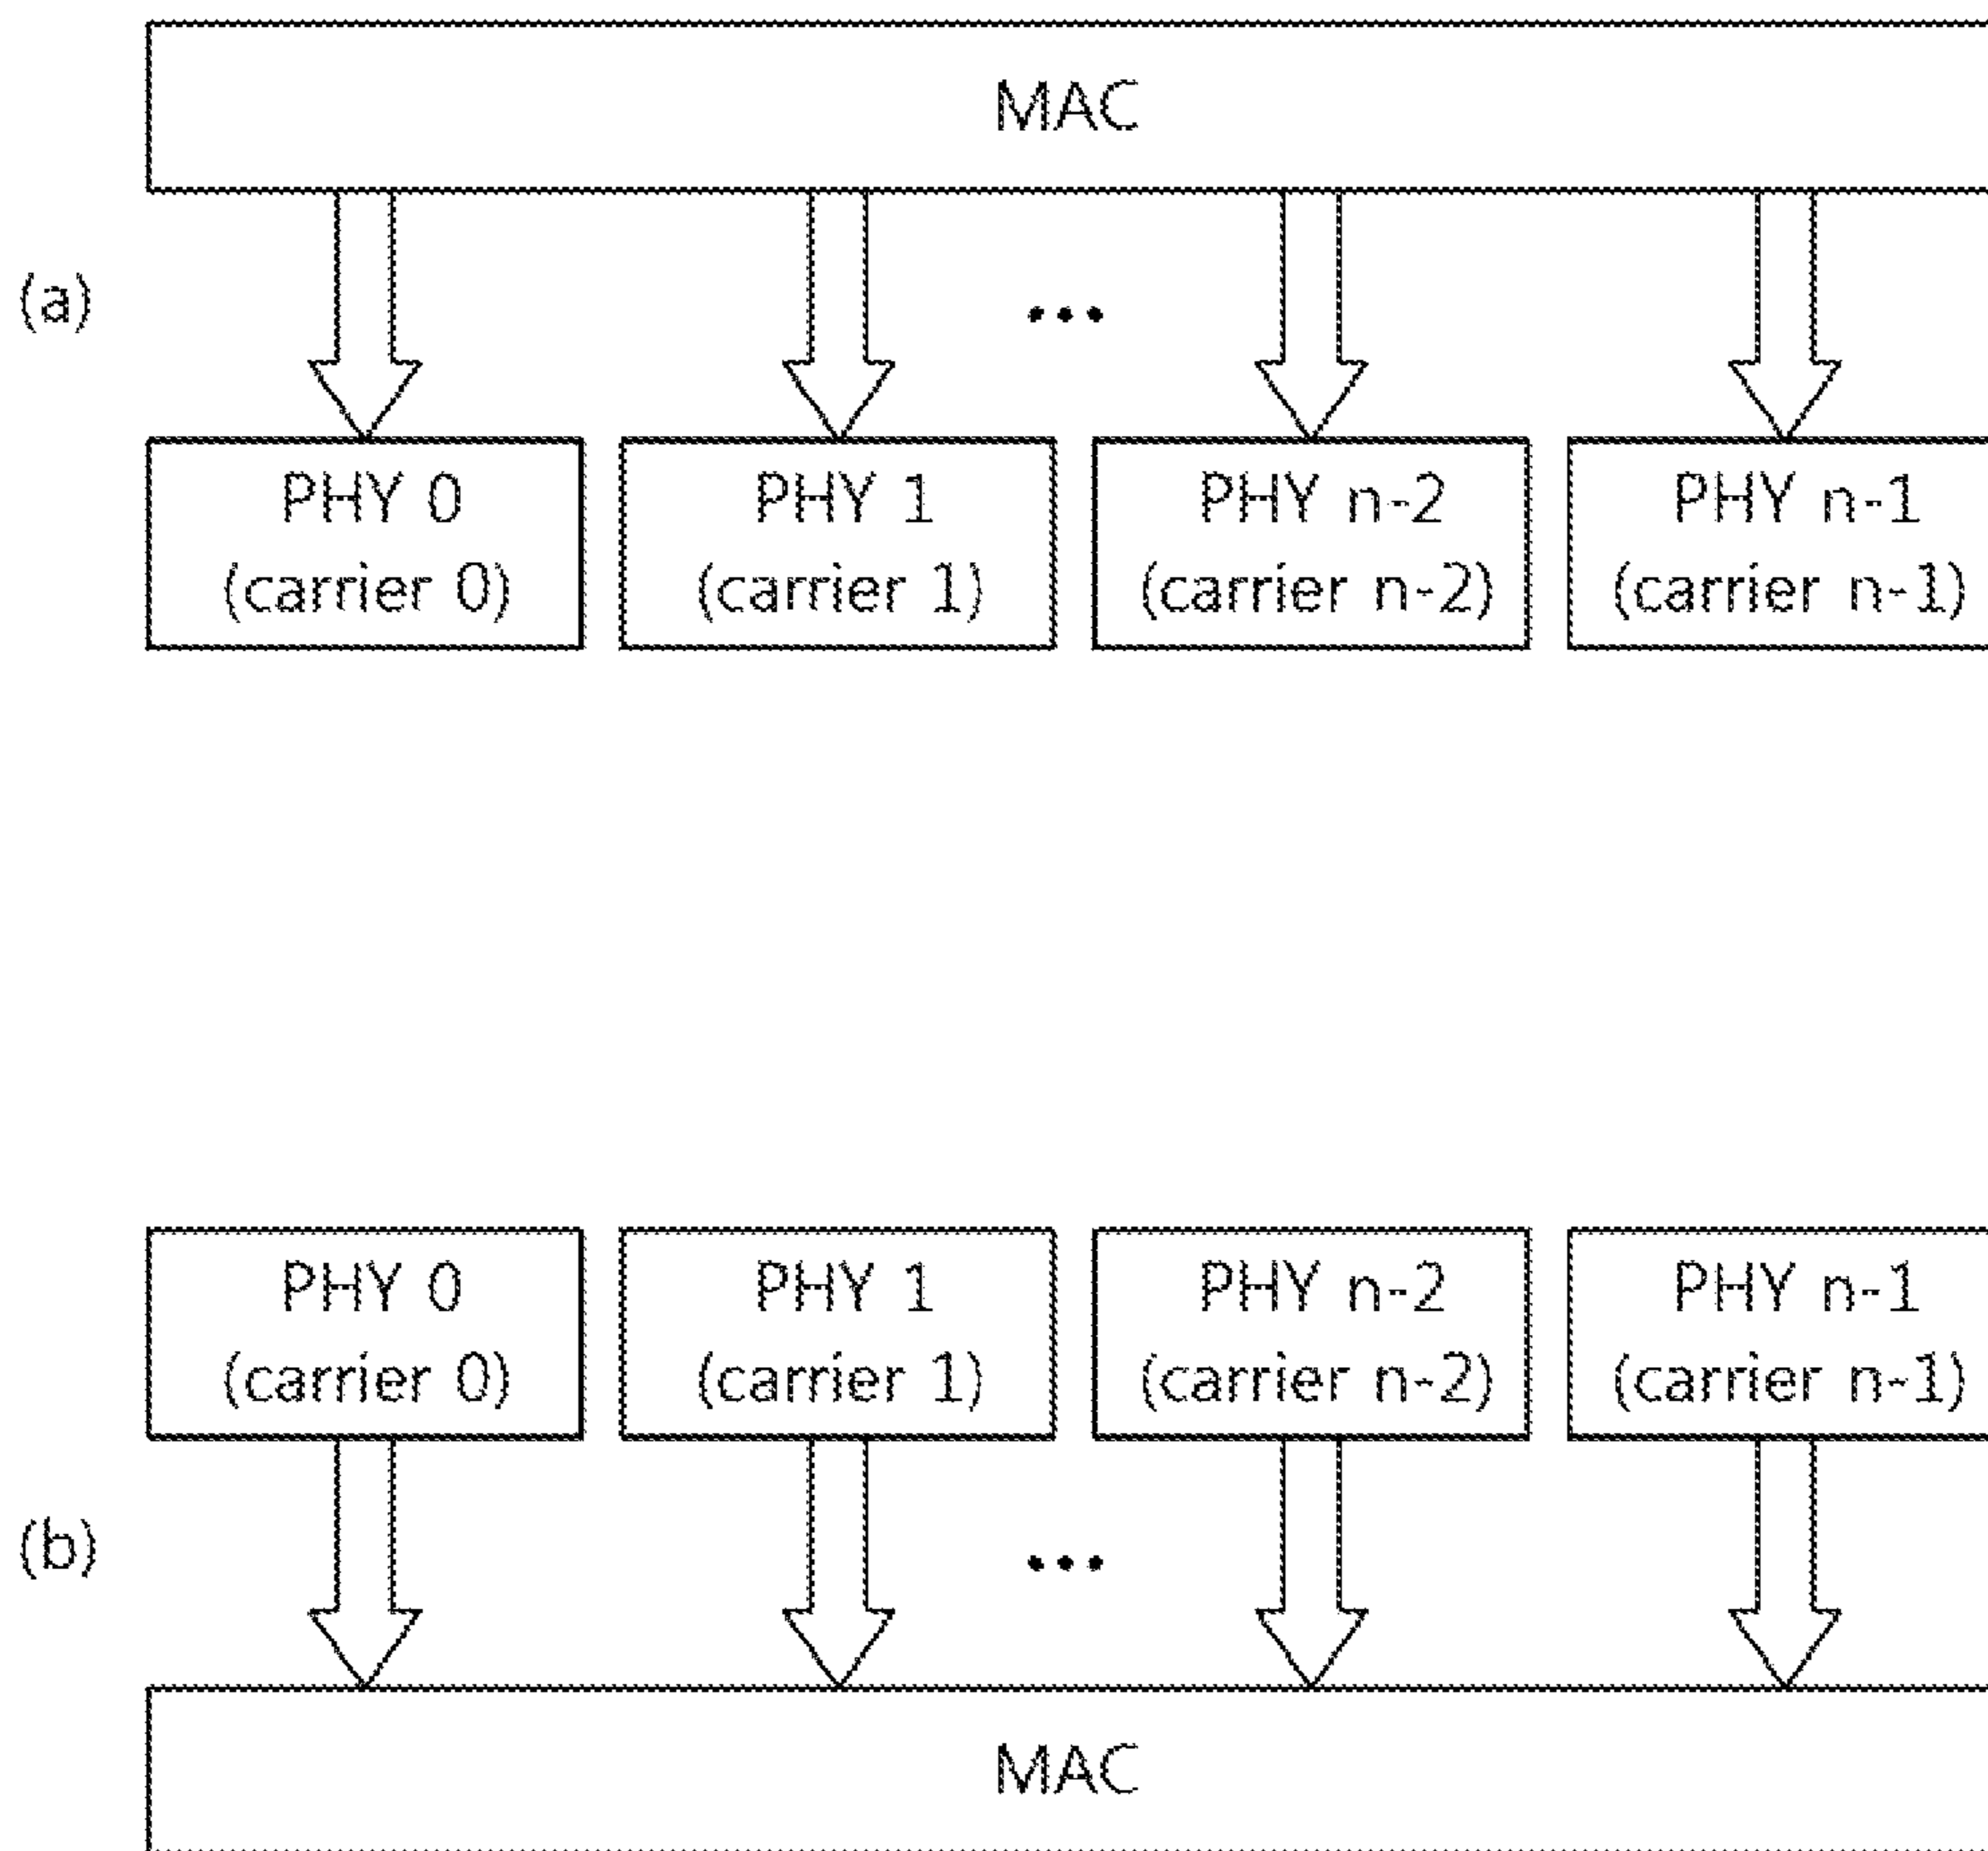 MAC
(a)
...
PHY 0
(carrier 0)
PHY 1
(carrier 1)
PHY n-2
(carrier n-2)
PHY n-1
(carrier n-1)
PHY 0
(carrier 0)
PHY 1
(carrier 1)
PHY n-2
(carrier n-2)
PHY n-1
(carrier n-1)
(b)
...
MAC